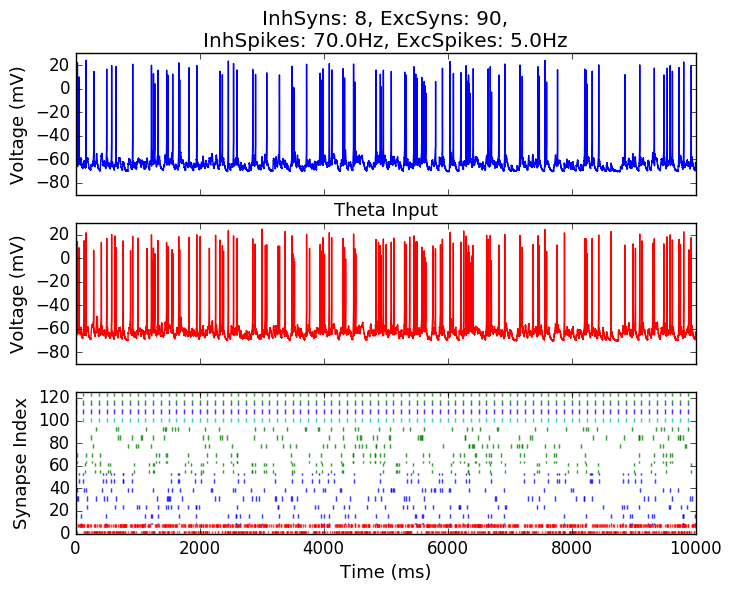 InhSyns: 8, ExcSyns: 90,
InhSpikes: 70.0Hz, ExcSpikes: 5.0Hz
20
0
−20
−40
−60
−80
Voltage (mV)
Theta Input
20
0
−20
−40
−60
−80
Voltage (mV)
120
100
80
60
40
20
0
Synapse Index
0 2000 4000 6000 8000 10000
Time (ms)